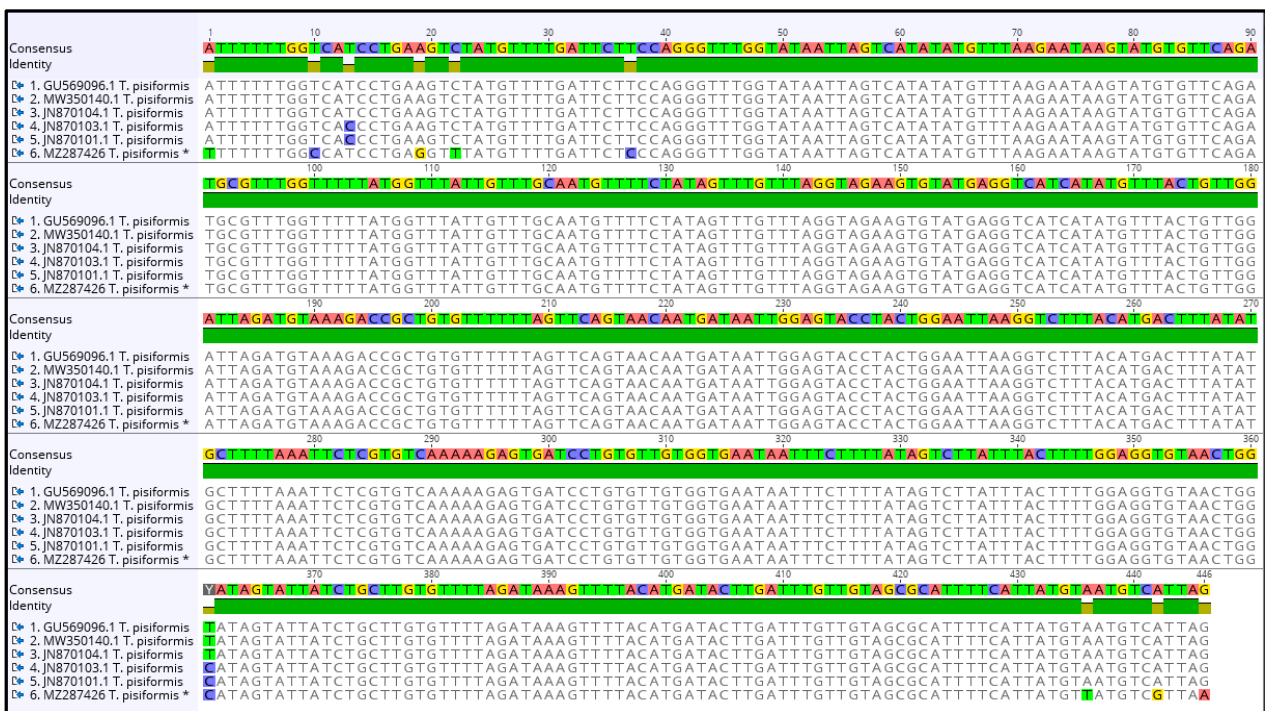 1 10 20 30 40 50 60 70 80 90
Consensus ATTTTTTGGTCATCCTGAAGTCTATGTTTTGATTCTTCCAGGGTTTGGTATAATTAGTCATATATGTTTAAGAATAAGTATGTGTTCAGA
Identity
1. GU569096.1 T. pisiformis ATTTTTTGGTCATCCTGAAGTCTATGTTTTGATTCTTCCAGGGTTTGGTATAATTAGTCATATATGTTTAAGAATAAGTATGTGTTCAGA
2. MW350140.1 T. pisiformis ATTTTTTGGTCATCCTGAAGTCTATGTTTTGATTCTTCCAGGGTTTGGTATAATTAGTCATATATGTTTAAGAATAAGTATGTGTTCAGA
3. JN870104.1 T. pisiformis ATTTTTTGGTCATCCTGAAGTCTATGTTTTGATTCTTCCAGGGTTTGGTATAATTAGTCATATATGTTTAAGAATAAGTATGTGTTCAGA
4. JN870103.1 T. pisiformis ATTTTTTGGTCACCCTGAAGTCTATGTTTTGATTCTTCCAGGGTTTGGTATAATTAGTCATATATGTTTAAGAATAAGTATGTGTTCAGA
5. JN870101.1 T. pisiformis ATTTTTTGGTCACCCTGAAGTCTATGTTTTGATTCTTCCAGGGTTTGGTATAATTAGTCATATATGTTTAAGAATAAGTATGTGTTCAGA
6. MZ287426 T. pisiformis * TTTTTTTGGCCATCCTGAGGTTTATGTTTTGATTCTCCCAGGGTTTGGTATAATTAGTCATATATGTTTAAGAATAAGTATGTGTTCAGA
100 110 120 130 140 150 160 170 180
Consensus TGCGTTTGGTTTTTATGGTTTATTGTTTGCAATGTTTTCTATAGTTTGTTTAGGTAGAAGTGTATGAGGTCATCATATGTTTACTGTTGG
Identity
1. GU569096.1 T. pisiformis TGCGTTTGGTTTTTATGGTTTATTGTTTGCAATGTTTTCTATAGTTTGTTTAGGTAGAAGTGTATGAGGTCATCATATGTTTACTGTTGG
2. MW350140.1 T. pisiformis TGCGTTTGGTTTTTATGGTTTATTGTTTGCAATGTTTTCTATAGTTTGTTTAGGTAGAAGTGTATGAGGTCATCATATGTTTACTGTTGG
3. JN870104.1 T. pisiformis TGCGTTTGGTTTTTATGGTTTATTGTTTGCAATGTTTTCTATAGTTTGTTTAGGTAGAAGTGTATGAGGTCATCATATGTTTACTGTTGG
4. JN870103.1 T. pisiformis TGCGTTTGGTTTTTATGGTTTATTGTTTGCAATGTTTTCTATAGTTTGTTTAGGTAGAAGTGTATGAGGTCATCATATGTTTACTGTTGG
5. JN870101.1 T. pisiformis TGCGTTTGGTTTTTATGGTTTATTGTTTGCAATGTTTTCTATAGTTTGTTTAGGTAGAAGTGTATGAGGTCATCATATGTTTACTGTTGG
6. MZ287426 T. pisiformis * TGCGTTTGGTTTTTATGGTTTATTGTTTGCAATGTTTTCTATAGTTTGTTTAGGTAGAAGTGTATGAGGTCATCATATGTTTACTGTTGG
190 200 210 220 230 240 250 260 270
Consensus ATTAGATGTAAAGACCGCTGTGTTTTTTAGTTCAGTAACAATGATAATTGGAGTACCTACTGGAATTAAGGTCTTTACATGACTTTATAT
Identity
1. GU569096.1 T. pisiformis ATTAGATGTAAAGACCGCTGTGTTTTTTAGTTCAGTAACAATGATAATTGGAGTACCTACTGGAATTAAGGTCTTTACATGACTTTATAT
2. MW350140.1 T. pisiformis ATTAGATGTAAAGACCGCTGTGTTTTTTAGTTCAGTAACAATGATAATTGGAGTACCTACTGGAATTAAGGTCTTTACATGACTTTATAT
3. JN870104.1 T. pisiformis ATTAGATGTAAAGACCGCTGTGTTTTTTAGTTCAGTAACAATGATAATTGGAGTACCTACTGGAATTAAGGTCTTTACATGACTTTATAT
4. JN870103.1 T. pisiformis ATTAGATGTAAAGACCGCTGTGTTTTTTAGTTCAGTAACAATGATAATTGGAGTACCTACTGGAATTAAGGTCTTTACATGACTTTATAT
5. JN870101.1 T. pisiformis ATTAGATGTAAAGACCGCTGTGTTTTTTAGTTCAGTAACAATGATAATTGGAGTACCTACTGGAATTAAGGTCTTTACATGACTTTATAT
6. MZ287426 T. pisiformis * ATTAGATGTAAAGACCGCTGTGTTTTTTAGTTCAGTAACAATGATAATTGGAGTACCTACTGGAATTAAGGTCTTTACATGACTTTATAT
280 290 300 310 320 330 340 350 360
Consensus GCTTTTAAATTCTCGTGTCAAAAAGAGTGATCCTGTGTTGTGGTGAATAATTTCTTTTATAGTCTTATTTACTTTTGGAGGTGTAACTGG
Identity
1. GU569096.1 T. pisiformis GCTTTTAAATTCTCGTGTCAAAAAGAGTGATCCTGTGTTGTGGTGAATAATTTCTTTTATAGTCTTATTTACTTTTGGAGGTGTAACTGG
2. MW350140.1 T. pisiformis GCTTTTAAATTCTCGTGTCAAAAAGAGTGATCCTGTGTTGTGGTGAATAATTTCTTTTATAGTCTTATTTACTTTTGGAGGTGTAACTGG
3. JN870104.1 T. pisiformis GCTTTTAAATTCTCGTGTCAAAAAGAGTGATCCTGTGTTGTGGTGAATAATTTCTTTTATAGTCTTATTTACTTTTGGAGGTGTAACTGG
4. JN870103.1 T. pisiformis GCTTTTAAATTCTCGTGTCAAAAAGAGTGATCCTGTGTTGTGGTGAATAATTTCTTTTATAGTCTTATTTACTTTTGGAGGTGTAACTGG
5. JN870101.1 T. pisiformis GCTTTTAAATTCTCGTGTCAAAAAGAGTGATCCTGTGTTGTGGTGAATAATTTCTTTTATAGTCTTATTTACTTTTGGAGGTGTAACTGG
6. MZ287426 T. pisiformis * GCTTTTAAATTCTCGTGTCAAAAAGAGTGATCCTGTGTTGTGGTGAATAATTTCTTTTATAGTCTTATTTACTTTTGGAGGTGTAACTGG
370 380 390 400 410 420 430 440 446
Consensus YATAGTATTATCTGCTTGTGTTTTAGATAAAGTTTTACATGATACTTGATTTGTTGTAGCGCATTTTCATTATGTAATGTCATTAG
Identity
1. GU569096.1 T. pisiformis TATAGTATTATCTGCTTGTGTTTTAGATAAAGTTTTACATGATACTTGATTTGTTGTAGCGCATTTTCATTATGTAATGTCATTAG
2. MW350140.1 T. pisiformis TATAGTATTATCTGCTTGTGTTTTAGATAAAGTTTTACATGATACTTGATTTGTTGTAGCGCATTTTCATTATGTAATGTCATTAG
3. JN870104.1 T. pisiformis TATAGTATTATCTGCTTGTGTTTTAGATAAAGTTTTACATGATACTTGATTTGTTGTAGCGCATTTTCATTATGTAATGTCATTAG
4. JN870103.1 T. pisiformis CATAGTATTATCTGCTTGTGTTTTAGATAAAGTTTTACATGATACTTGATTTGTTGTAGCGCATTTTCATTATGTAATGTCATTAG
5. JN870101.1 T. pisiformis CATAGTATTATCTGCTTGTGTTTTAGATAAAGTTTTACATGATACTTGATTTGTTGTAGCGCATTTTCATTATGTAATGTCATTAG
6. MZ287426 T. pisiformis * CATAGTATTATCTGCTTGTGTTTTAGATAAAGTTTTACATGATACTTGATTTGTTGTAGCGCATTTTCATTATGTTATGTCGTTAA